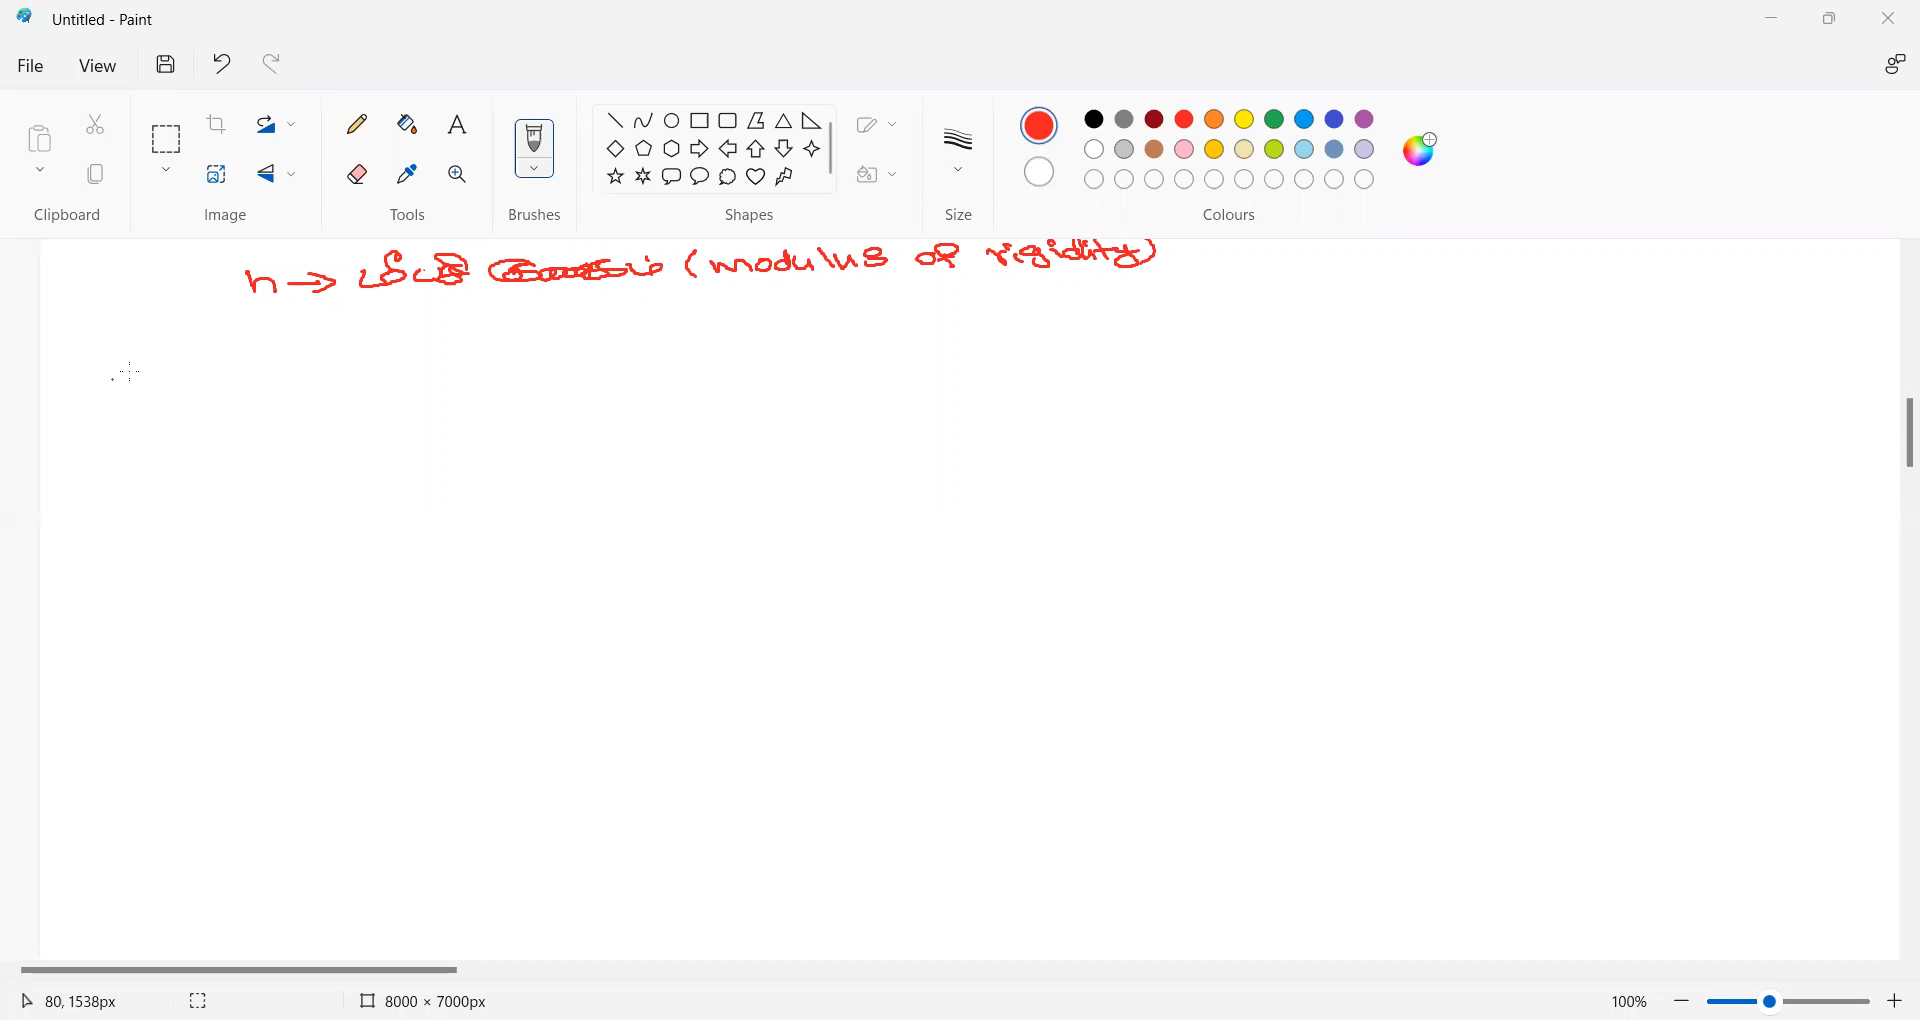 Untitled - Paint
File View
Clipboard
Image
Tools
Brushes
Shapes
Size
Colours
n → (modulus of rigidity)
80, 1538px
8000 × 7000px
100%